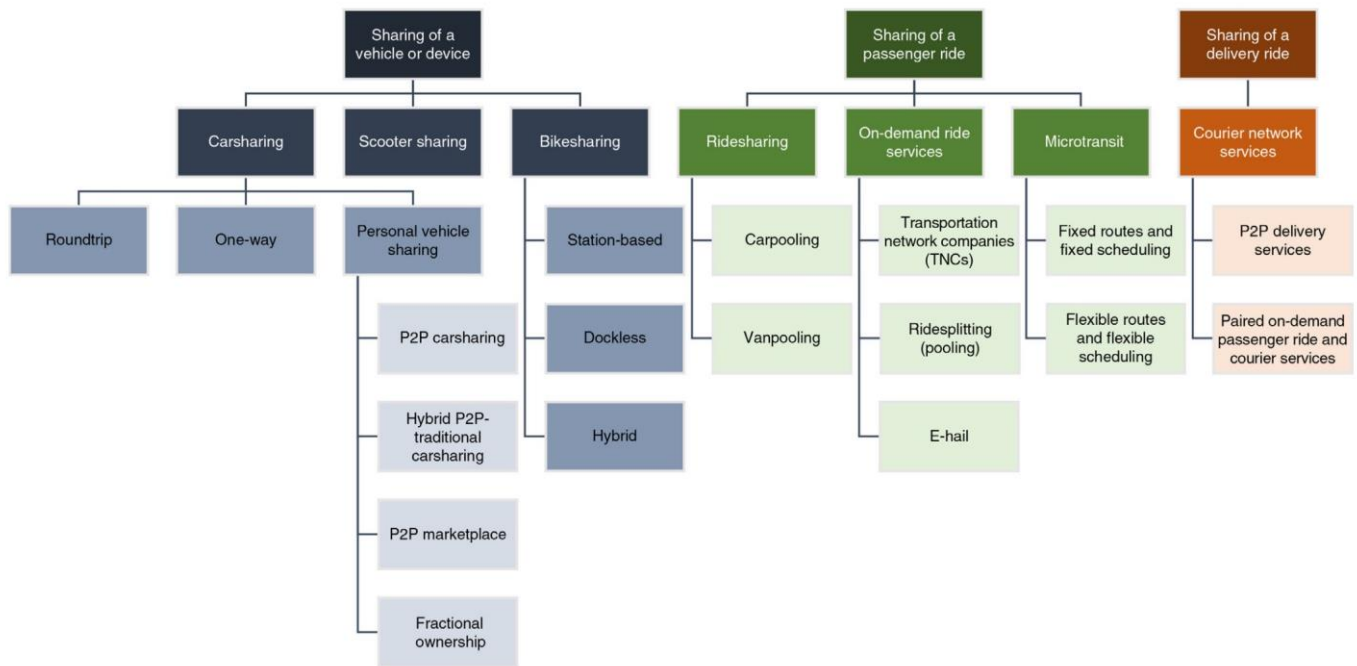 Sharing of a
vehicle or device
Sharing of a
passenger ride
Sharing of a
delivery ride
Carsharing
Scooter sharing
Bikesharing
Ridesharing
On-demand ride
services
Microtransit
Courier network
services
Roundtrip
One-way
Personal vehicle
sharing
Station-based
Carpooling
Transportation
network companies
(TNCs)
Fixed routes and
fixed scheduling
P2P delivery
services
P2P carsharing
Dockless
Vanpooling
Ridesplitting
(pooling)
Flexible routes
and flexible
scheduling
Paired on-demand
passenger ride and
courier services
Hybrid P2P-
traditional
carsharing
Hybrid
E-hail
P2P marketplace
Fractional
ownership